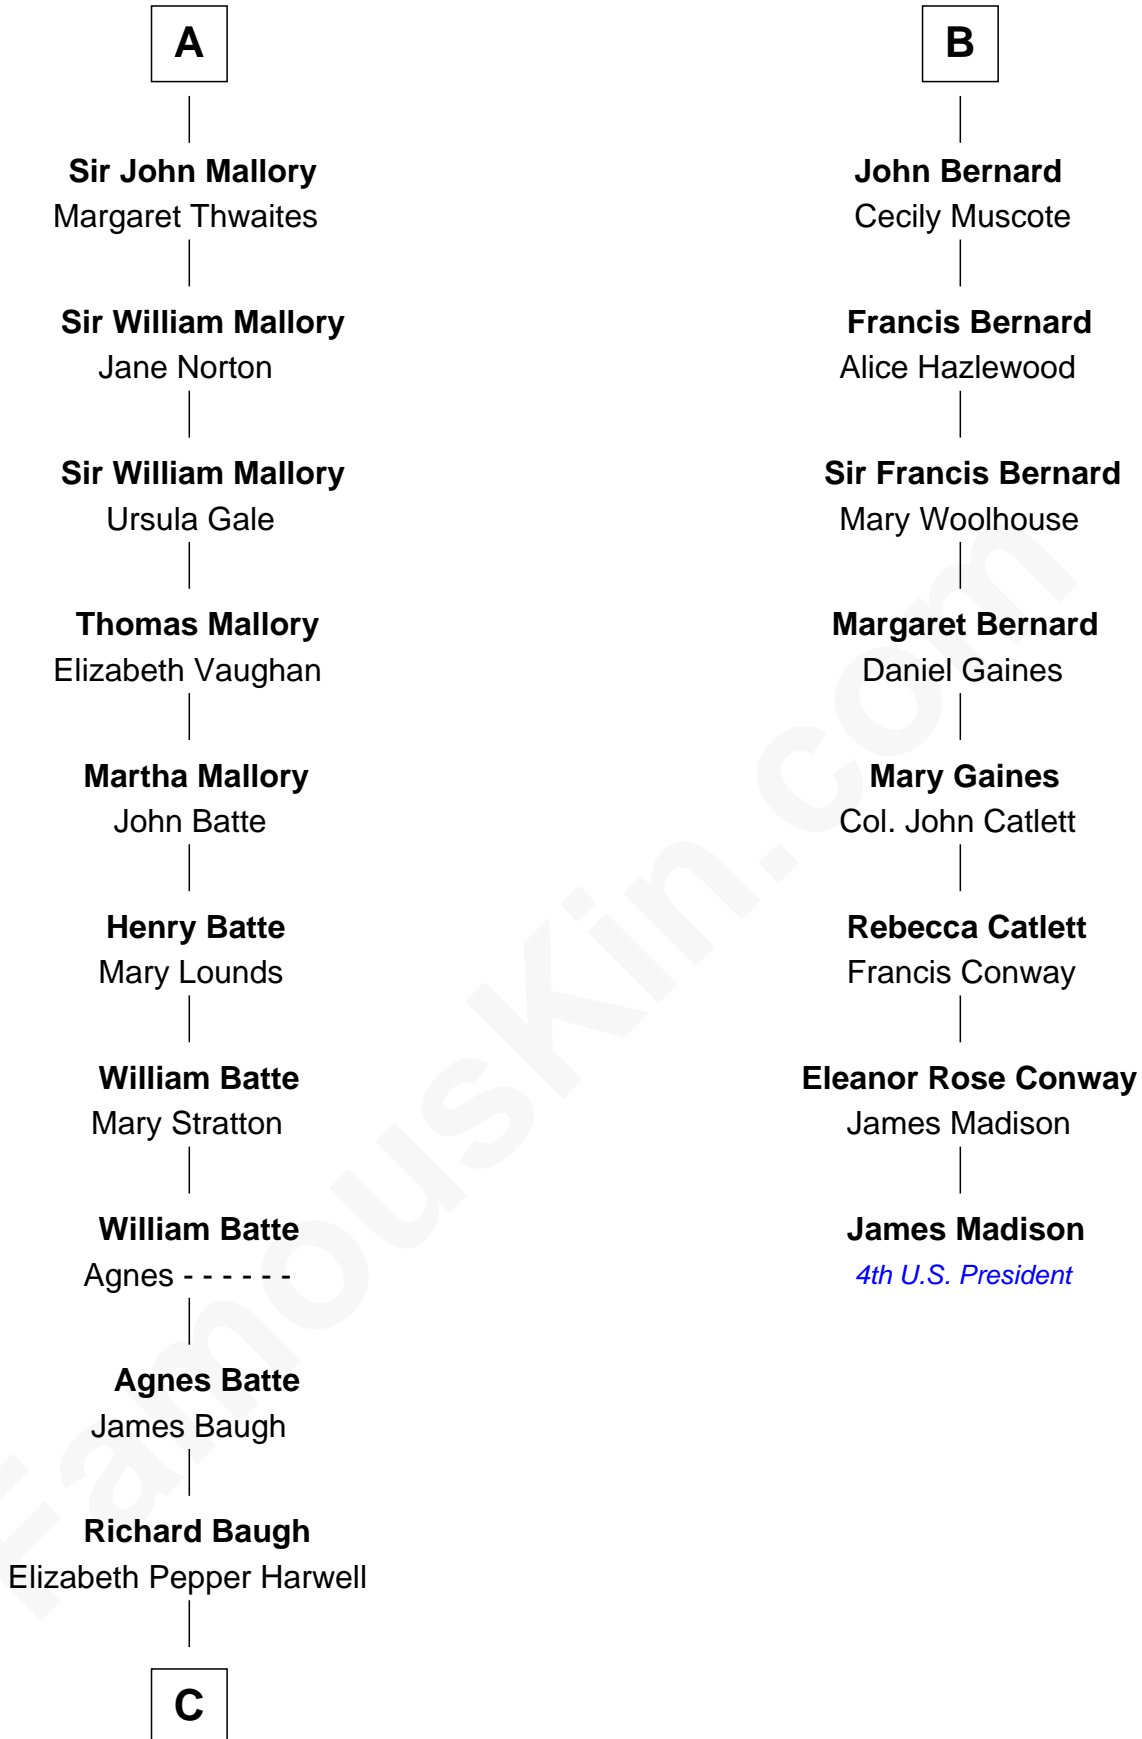 A
Sir John Mallory
Margaret Thwaites
Sir William Mallory
Jane Norton
Sir William Mallory
Ursula Gale
Thomas Mallory
Elizabeth Vaughan
Martha Mallory
John Batte
Henry Batte
Mary Lounds
William Batte
Mary Stratton
William Batte
Agnes - - - - - -
Agnes Batte
James Baugh
Richard Baugh
Elizabeth Pepper Harwell
C
B
John Bernard
Cecily Muscote
Francis Bernard
Alice Hazlewood
Sir Francis Bernard
Mary Woolhouse
Margaret Bernard
Daniel Gaines
Mary Gaines
Col. John Catlett
Rebecca Catlett
Francis Conway
Eleanor Rose Conway
James Madison
James Madison
4th U.S. President
FamousKin.com